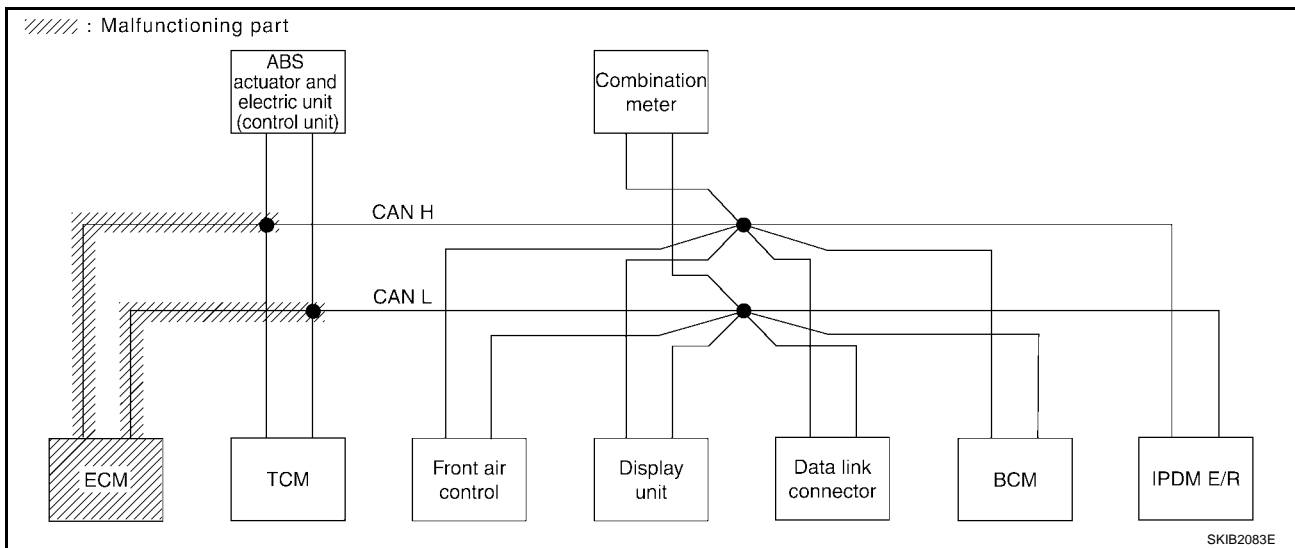 : Malfunctioning part
ABS
actuator and
electric unit
(control unit)
Combination
meter
CAN H
CAN L
ECM
TCM
Front air
control
Display
unit
Data link
connector
BCM
IPDM E/R
SKIB2083E